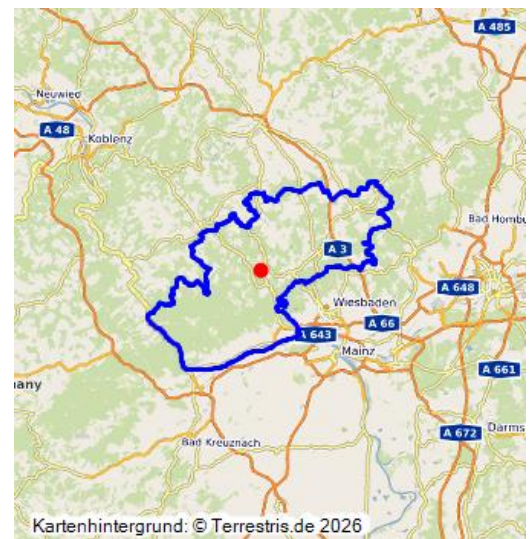 A 485
Neuwied
A 48
Koblenz
Bad Hombu
A 3
A 648
Wiesbaden
A 643
A 66
Mainz
A 661
many
Darms
A 672
Bad Kreuznach
Kartenhintergrund: © Terrestris.de 2026